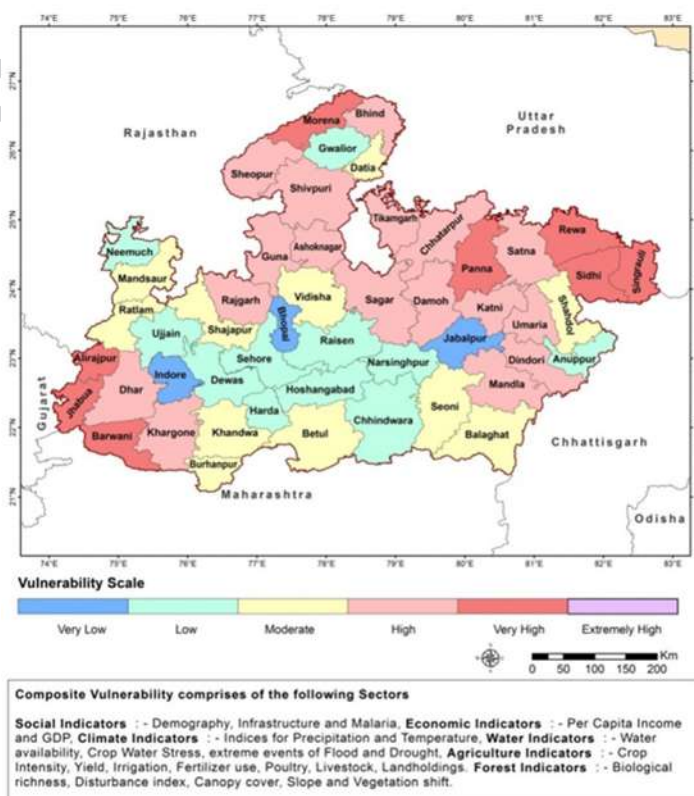 Rajasthan
Uttar
Pradesh
Morena
Bhind
Gwalior
Datia
Sheopur
Shivpuri
Tikamgarh
Chhatarpur
Rewa
Neemuch
Guna
Ashoknagar
Satna
Panna
Sidhi
Singrauli
Mandsaur
Rajgarh
Vidisha
Sagar
Damoh
Katni
Shahdol
Ratlam
Ujjain
Shajapur
Bhopal
Raisen
Jabalpur
Umaria
Alirajpur
Sehore
Narsinghpur
Dindori
Anuppur
Indore
Dewas
Gujarat
Jhabua
Dhar
Hoshangabad
Mandla
Harda
Chhindwara
Seoni
Barwani
Khargone
Khandwa
Betul
Balaghat
Chhattisgarh
Burhanpur
Maharashtra
Odisha
27°N
26°N
25°N
24°N
23°N
22°N
21°N
27°N
26°N
25°N
24°N
23°N
22°N
21°N
74°E 75°E 76°E 77°E 78°E 79°E 80°E 81°E 82°E 83°E
Vulnerability Scale
Very Low Low Moderate High Very High Extremely High
Km
0 50 100 150 200
Composite Vulnerability comprises of the following Sectors
Social Indicators : - Demography, Infrastructure and Malaria, Economic Indicators : - Per Capita Income
and GDP, Climate Indicators : - Indices for Precipitation and Temperature, Water Indicators : - Water
availability, Crop Water Stress, extreme events of Flood and Drought, Agriculture Indicators : - Crop
Intensity, Yield, Irrigation, Fertilizer use, Poultry, Livestock, Landholdings. Forest Indicators : - Biological
richness, Disturbance index, Canopy cover, Slope and Vegetation shift.